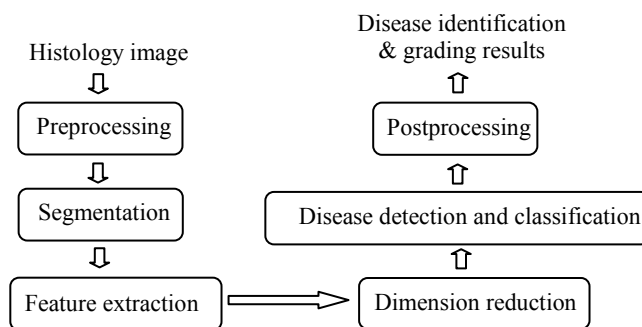 Histology image
Preprocessing
Segmentation
Feature extraction
Dimension reduction
Disease detection and classification
Postprocessing
Disease identification
& grading results